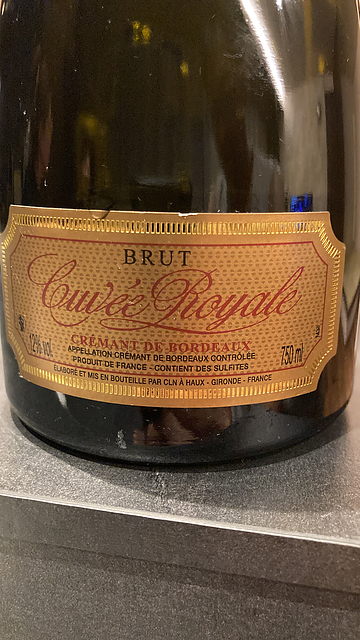 BRUT
Cuvée Royale
CRÉMANT DE BORDEAUX
12% vol
APPELLATION CRÉMANT DE BORDEAUX CONTRÔLÉE
750 ml
PRODUIT DE FRANCE - CONTIENT DES SULFITES
ÉLABORÉ ET MIS EN BOUTEILLE PAR CLN À HAUX - GIRONDE - FRANCE